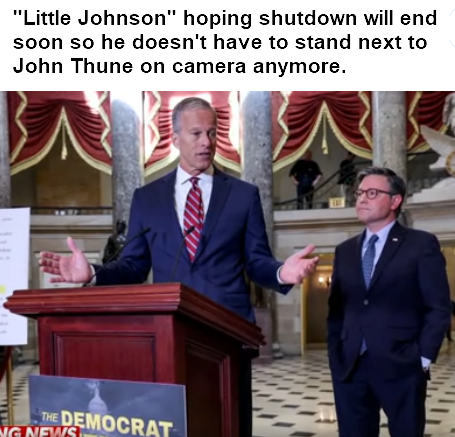 "Little Johnson" hoping shutdown will end
soon so he doesn't have to stand next to
John Thune on camera anymore.
THE DEMOCRAT
NG NEWS